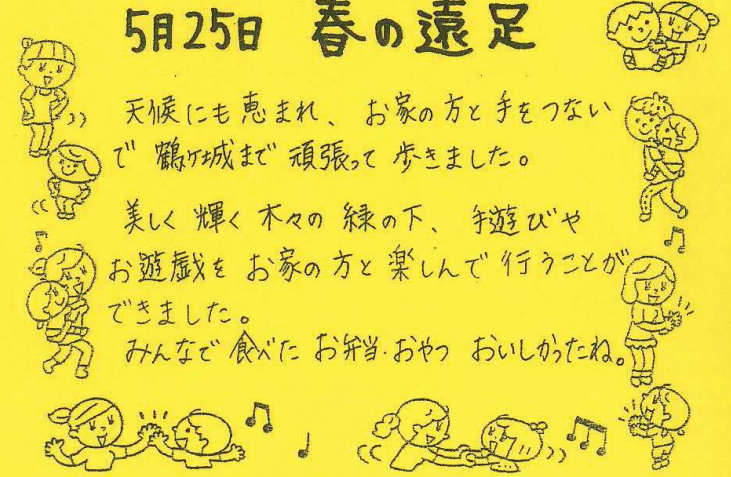 5月25日 春の遠足
天候にも恵まれ、お家の方と手をつない
で鶴ヶ城まで頑張って歩きました。
美しく輝く木々の緑の下、手遊びや
お遊戯をお家の方と楽しんで行うことが
できました。
みんなで食べたお弁当・おやつおいしかったね。